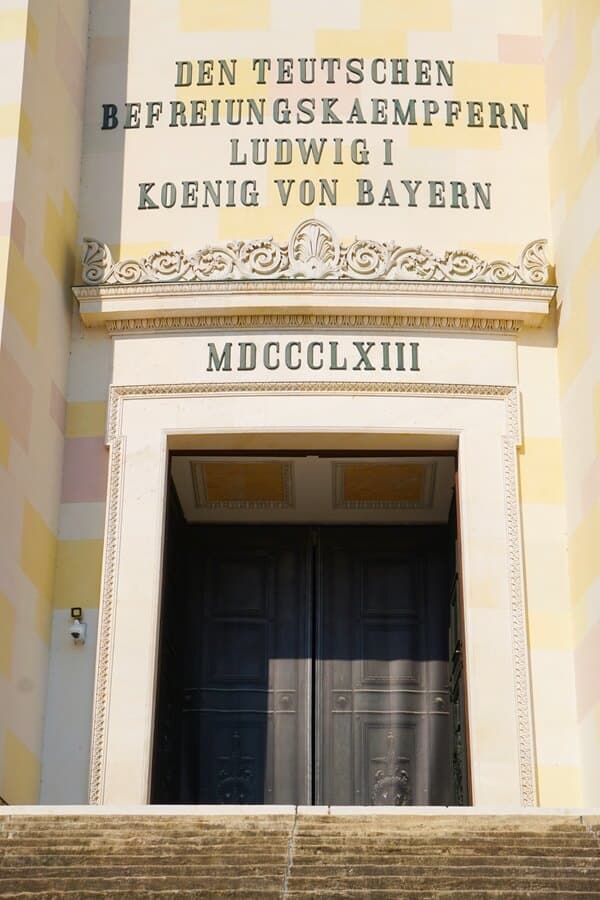 DEN TEUTSCHEN
BEFREIUNGSKAEMPFERN
LUDWIG I
KOENIG VON BAYERN
MDCCCLXIII